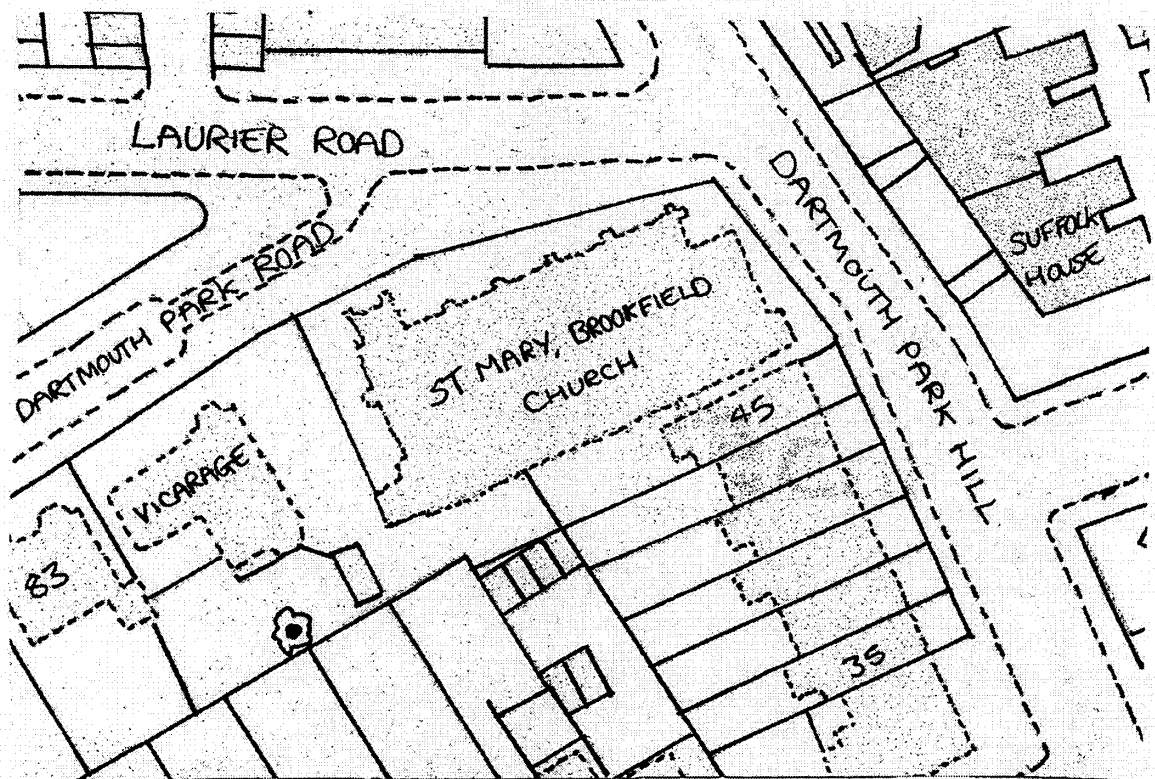 LAURIER ROAD
DARTMOUTH PARK ROAD
DARTMOUTH PARK HILL
SUFFOLK
HOUSE
ST MARY, BROOKFIELD
CHURCH
45
VICARAGE
83
35